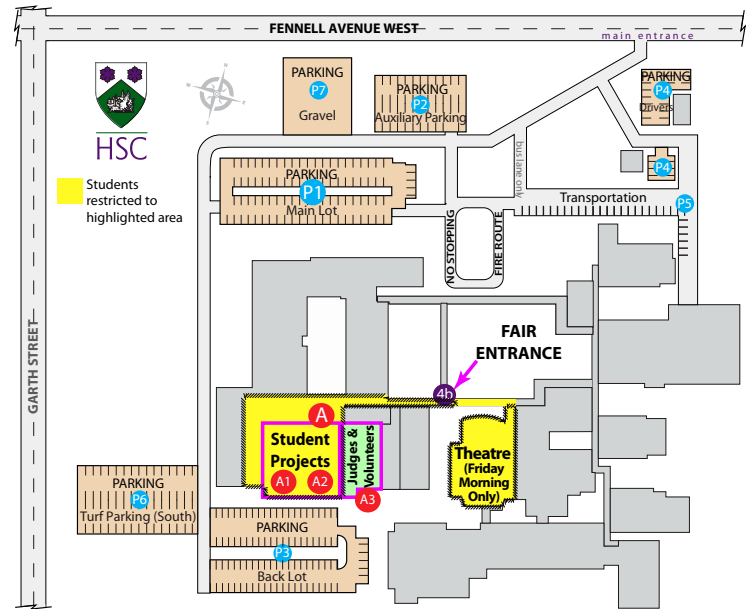 FENNELL AVENUE WEST
main entrance
HSC
Students
restricted to
highlighted area
PARKING
P7
Gravel
PARKING
P2
Auxiliary Parking
PARKING
P4
Drivers
P4
bus lane only
PARKING
P1
Main Lot
Transportation
P5
NO STOPPING
FIRE ROUTE
GARTH STREET
FAIR
ENTRANCE
4b
A
Student
Projects
A1
A2
Judges &
Volunteers
A3
Theatre
(Friday
Morning
Only)
PARKING
P6
Turf Parking (South)
PARKING
P3
Back Lot